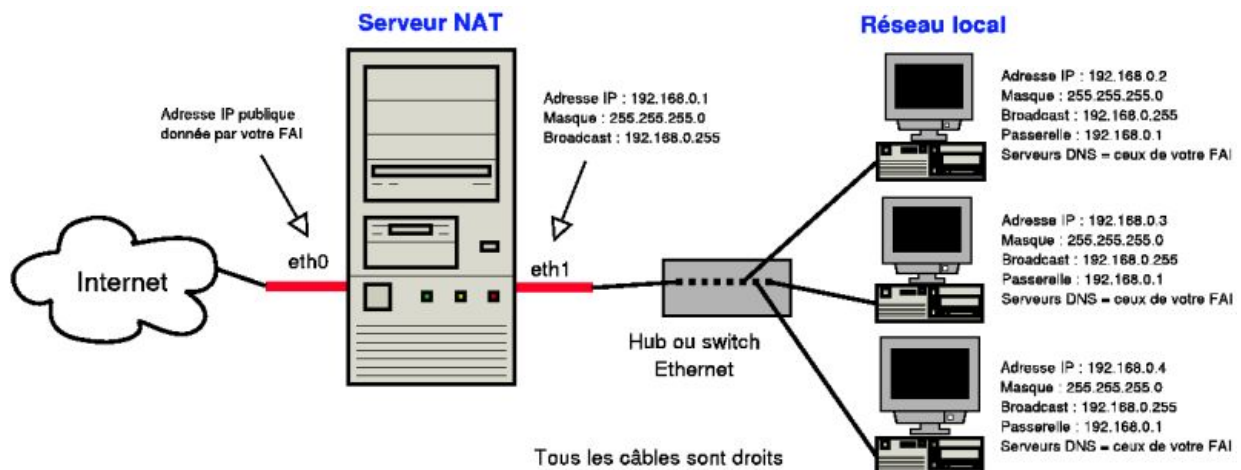 Serveur NAT
Réseau local
Adresse IP publique
donnée par votre FAI
Adresse IP : 192.168.0.1
Masque : 255.255.255.0
Broadcast : 192.168.0.255
Adresse IP : 192.168.0.2
Masque : 255.255.255.0
Broadcast : 192.168.0.255
Passerelle : 192.168.0.1
Serveurs DNS = ceux de votre FAI
Internet
eth0
eth1
Hub ou switch
Ethernet
Adresse IP : 192.168.0.3
Masque : 255.255.255.0
Broadcast : 192.168.0.255
Passerelle : 192.168.0.1
Serveurs DNS = ceux de votre FAI
Adresse IP : 192.168.0.4
Masque : 255.255.255.0
Broadcast : 192.168.0.255
Passerelle : 192.168.0.1
Serveurs DNS = ceux de votre FAI
Tous les câbles sont droits